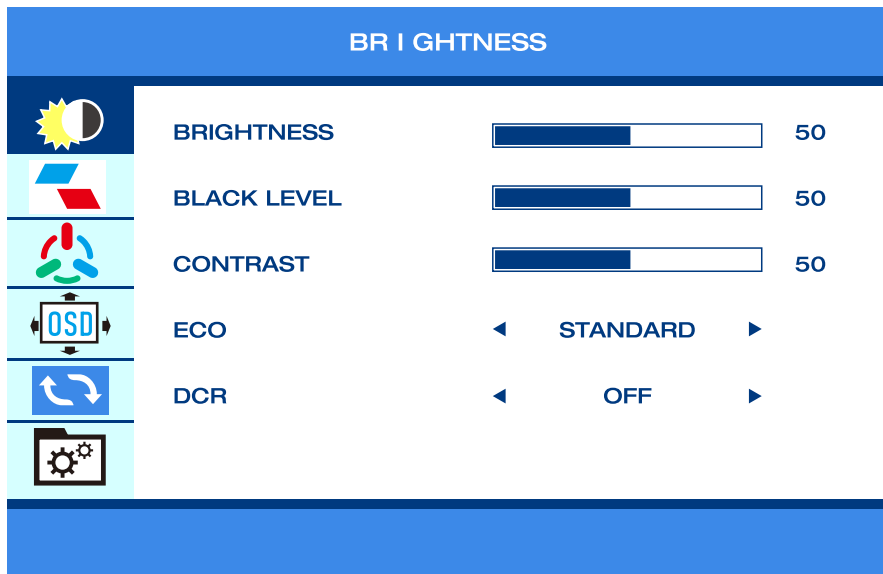 BR I GHTNESS
BRIGHTNESS 50
BLACK LEVEL 50
CONTRAST 50
OSD
ECO ◀ STANDARD ▶
DCR ◀ OFF ▶